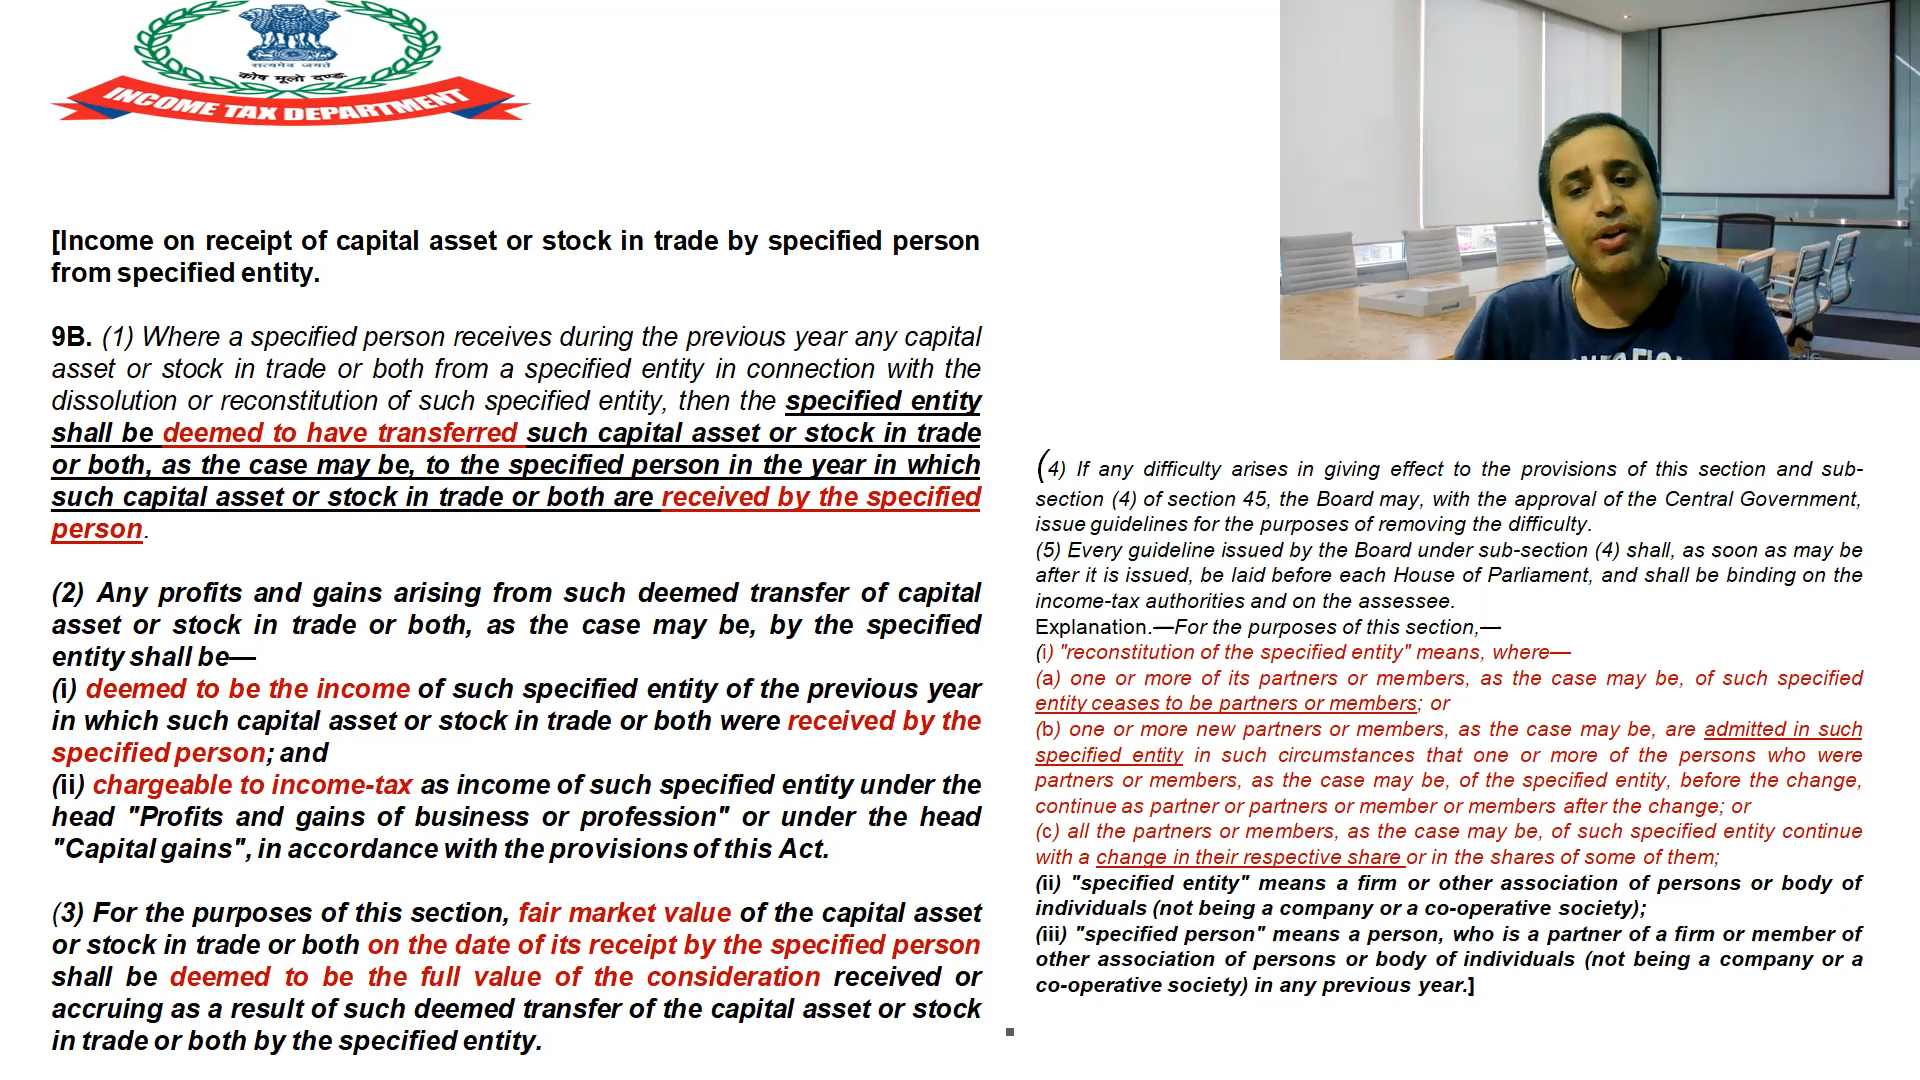 सत्यमेव जयते
कोष मूलो दण्डः
INCOME TAX DEPARTMENT
[Income on receipt of capital asset or stock in trade by specified person
from specified entity.
9B. (1) Where a specified person receives during the previous year any capital
asset or stock in trade or both from a specified entity in connection with the
dissolution or reconstitution of such specified entity, then the specified entity
shall be deemed to have transferred such capital asset or stock in trade
or both, as the case may be, to the specified person in the year in which
such capital asset or stock in trade or both are received by the specified
person.
(2) Any profits and gains arising from such deemed transfer of capital
asset or stock in trade or both, as the case may be, by the specified
entity shall be—
(i) deemed to be the income of such specified entity of the previous year
in which such capital asset or stock in trade or both were received by the
specified person; and
(ii) chargeable to income-tax as income of such specified entity under the
head "Profits and gains of business or profession" or under the head
"Capital gains", in accordance with the provisions of this Act.
(3) For the purposes of this section, fair market value of the capital asset
or stock in trade or both on the date of its receipt by the specified person
shall be deemed to be the full value of the consideration received or
accruing as a result of such deemed transfer of the capital asset or stock
in trade or both by the specified entity.
(4) If any difficulty arises in giving effect to the provisions of this section and sub-
section (4) of section 45, the Board may, with the approval of the Central Government,
issue guidelines for the purposes of removing the difficulty.
(5) Every guideline issued by the Board under sub-section (4) shall, as soon as may be
after it is issued, be laid before each House of Parliament, and shall be binding on the
income-tax authorities and on the assessee.
Explanation.—For the purposes of this section,—
(i) "reconstitution of the specified entity" means, where—
(a) one or more of its partners or members, as the case may be, of such specified
entity ceases to be partners or members; or
(b) one or more new partners or members, as the case may be, are admitted in such
specified entity in such circumstances that one or more of the persons who were
partners or members, as the case may be, of the specified entity, before the change,
continue as partner or partners or member or members after the change; or
(c) all the partners or members, as the case may be, of such specified entity continue
with a change in their respective share or in the shares of some of them;
(ii) "specified entity" means a firm or other association of persons or body of
individuals (not being a company or a co-operative society);
(iii) "specified person" means a person, who is a partner of a firm or member of
other association of persons or body of individuals (not being a company or a
co-operative society) in any previous year.]